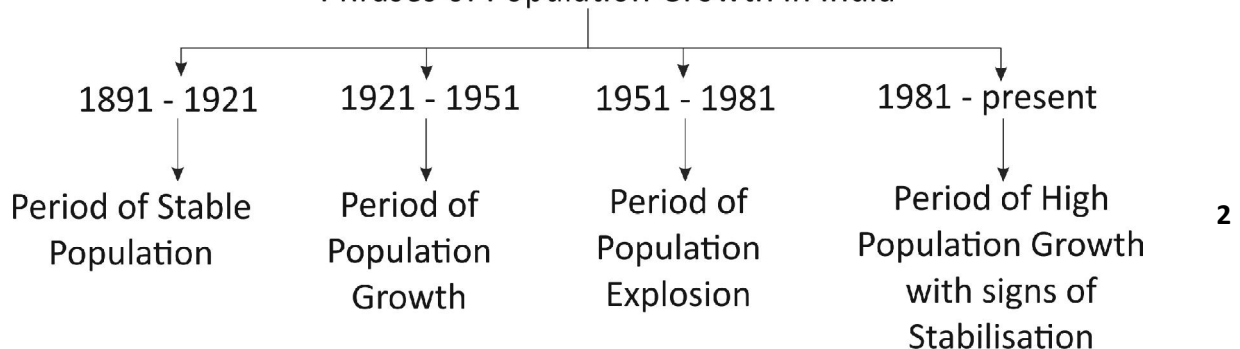 Phrases of Population Growth in India
1891 - 1921
1921 - 1951
1951 - 1981
1981 - present
Period of Stable
Population
Period of
Population
Growth
Period of
Population
Explosion
Period of High
Population Growth
with signs of
Stabilisation
2